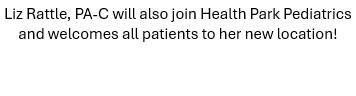 Liz Rattle, PA-C will also join Health Park Pediatrics
and welcomes all patients to her new location!